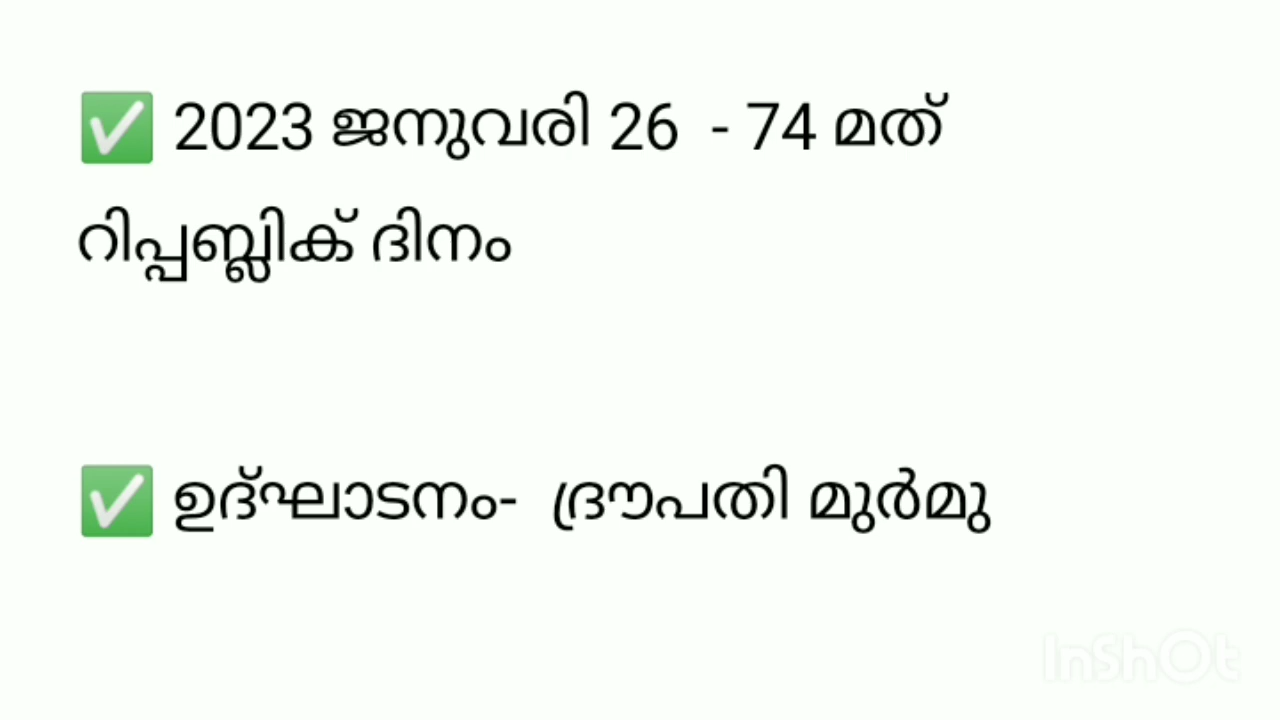 ✅ 2023 ജനുവരി 26 - 74 മത്
റിപ്പബ്ലിക് ദിനം
✅ ഉദ്ഘാടനം- ദ്രൗപതി മുർമു
InShOt